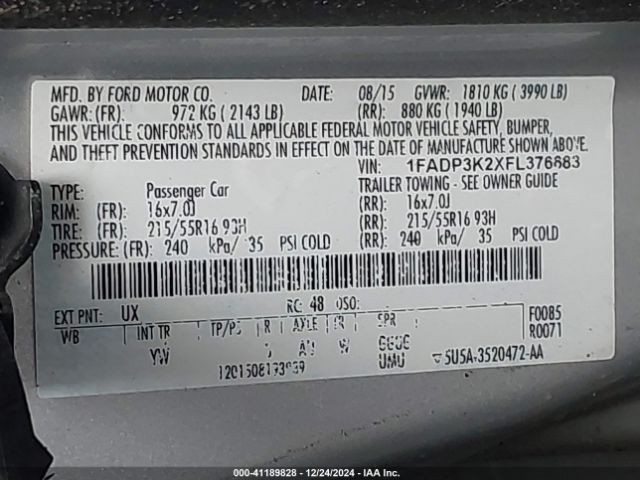 MFD. BY FORD MOTOR CO. DATE: 08/15 GVWR: 1810 KG ( 3990 LB)
GAWR: (FR): 972 KG ( 2143 LB) (RR): 880 KG ( 1940 LB)
THIS VEHICLE CONFORMS TO ALL APPLICABLE FEDERAL MOTOR VEHICLE SAFETY, BUMPER,
AND THEFT PREVENTION STANDARDS IN EFFECT ON THE DATE OF MANUFACTURE SHOWN ABOVE.
VIN: 1FADP3K2XFL376683
TYPE: Passenger Car TRAILER TOWING - SEE OWNER GUIDE
RIM: (FR): 16x7.0J (RR): 16x7.0J
TIRE: (FR): 215/55R16 93H (RR): 215/55R16 93H
PRESSURE: (FR): 240 kPa/ 35 PSI COLD (RR): 240 kPa/ 35 PSI COLD
EXT PNT: UX RC: 48 DSO: F0085
WB INT TR TP/PS R AXLE TR SPR R0071
YW W
UMU 5U5A-3520472-AA
000-41189828 - 12/24/2024 - IAA Inc.